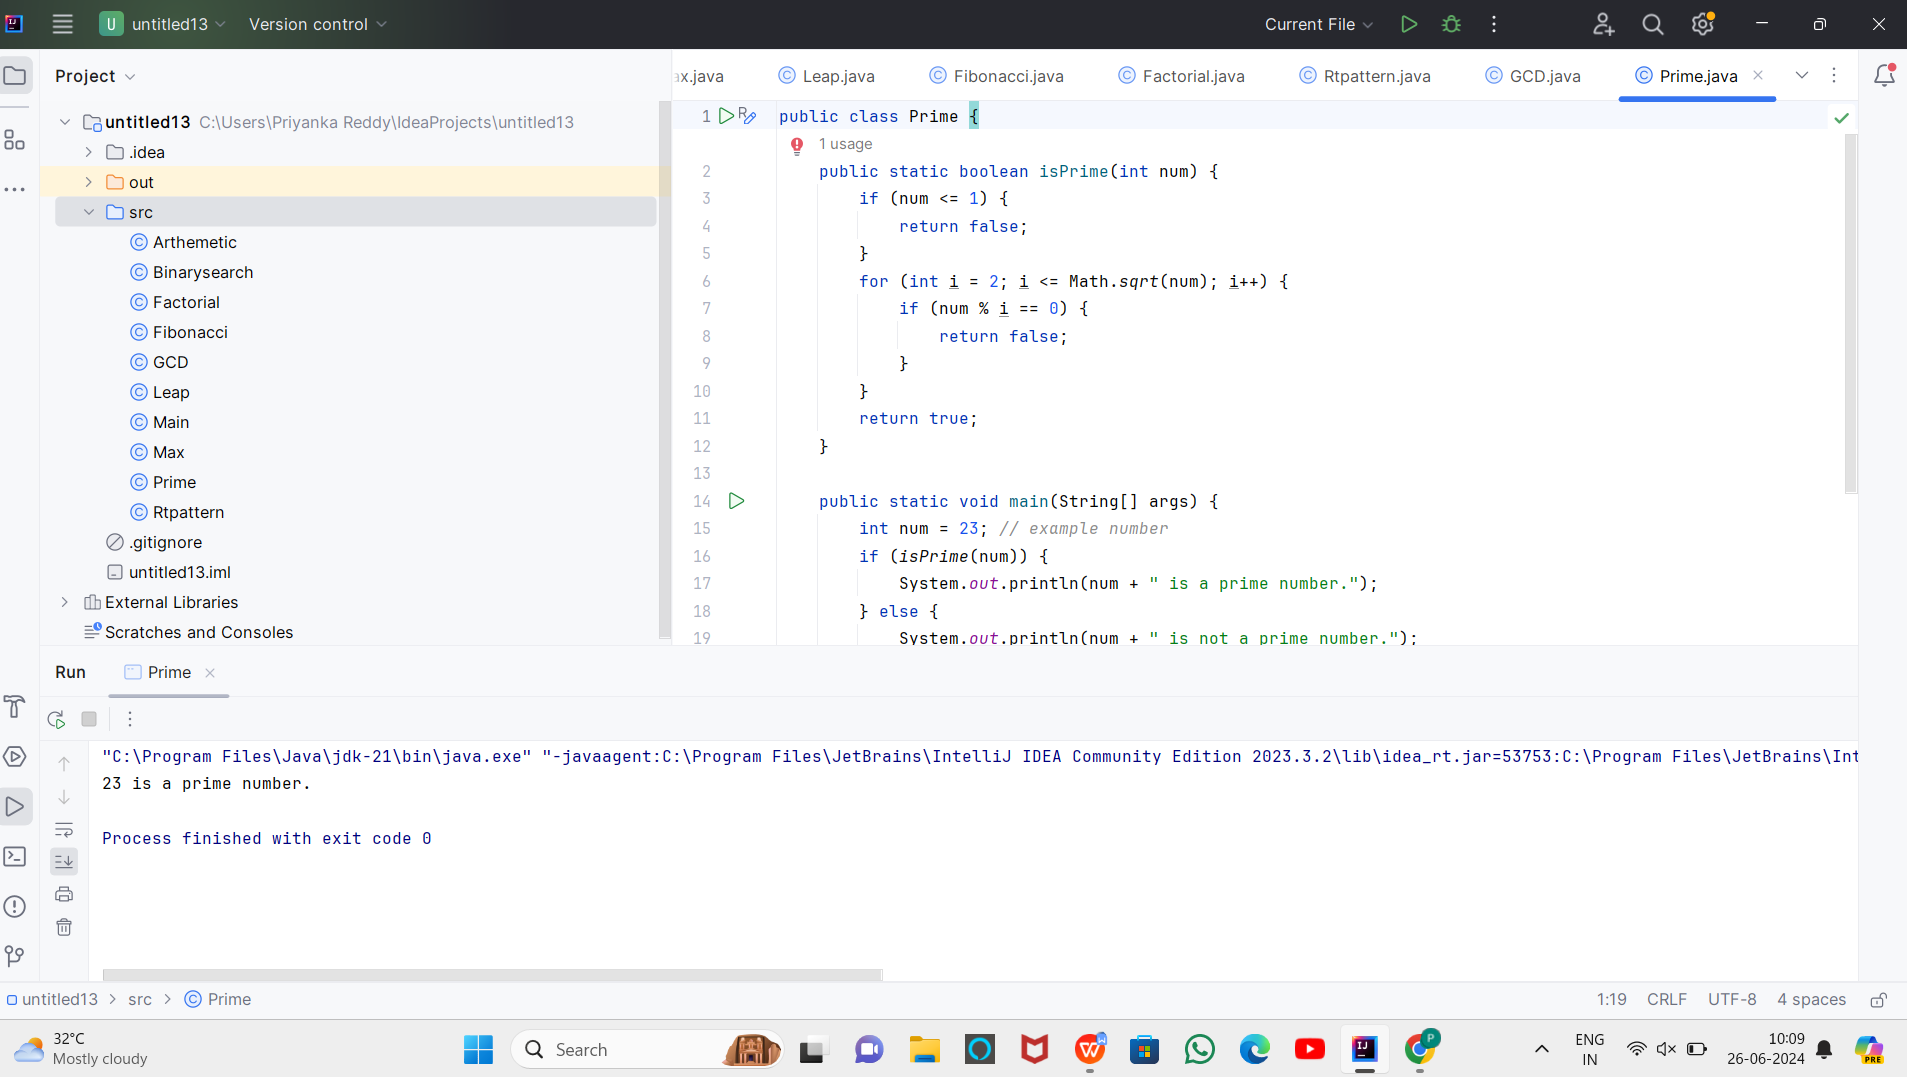 U untitled13 Version control Current File
Project
ax.java Leap.java Fibonacci.java Factorial.java Rtpattern.java GCD.java Prime.java
untitled13 C:\Users\Priyanka Reddy\IdeaProjects\untitled13
.idea
out
src
Arthemetic
Binarysearch
Factorial
Fibonacci
GCD
Leap
Main
Max
Prime
Rtpattern
.gitignore
untitled13.iml
External Libraries
Scratches and Consoles
1 public class Prime {
1 usage
2 public static boolean isPrime(int num) {
3 if (num <= 1) {
4 return false;
5 }
6 for (int i = 2; i <= Math.sqrt(num); i++) {
7 if (num % i == 0) {
8 return false;
9 }
10 }
11 return true;
12 }
13
14 public static void main(String[] args) {
15 int num = 23; // example number
16 if (isPrime(num)) {
17 System.out.println(num + " is a prime number.");
18 } else {
19 System.out.println(num + " is not a prime number.");
Run Prime
"C:\Program Files\Java\jdk-21\bin\java.exe" "-javaagent:C:\Program Files\JetBrains\IntelliJ IDEA Community Edition 2023.3.2\lib\idea_rt.jar=53753:C:\Program Files\JetBrains\Int
23 is a prime number.
Process finished with exit code 0
untitled13 > src > Prime 1:19 CRLF UTF-8 4 spaces
32°C
Mostly cloudy
Search
ENG
IN
10:09
26-06-2024